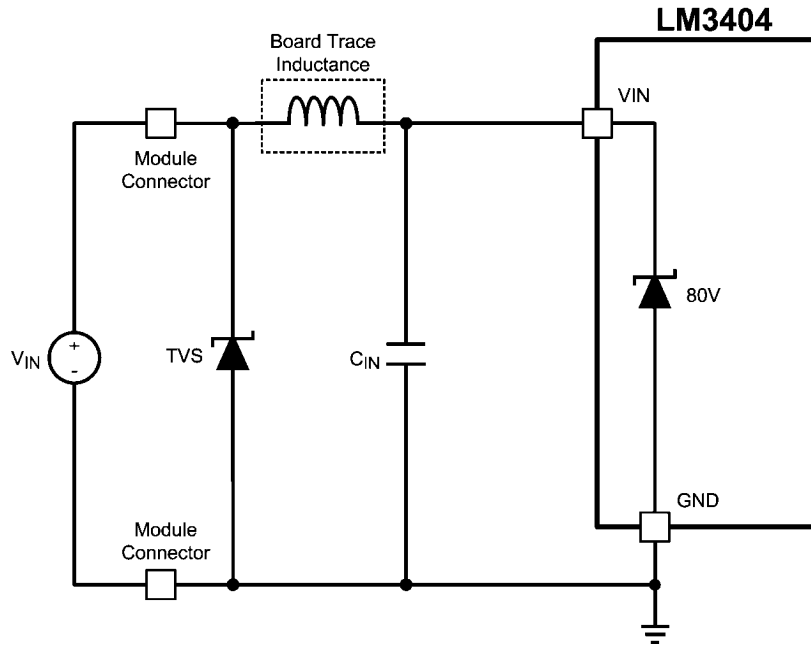 LM3404
Board Trace
Inductance
VIN
Module
Connector
80V
VIN
+
-
TVS
CIN
GND
Module
Connector